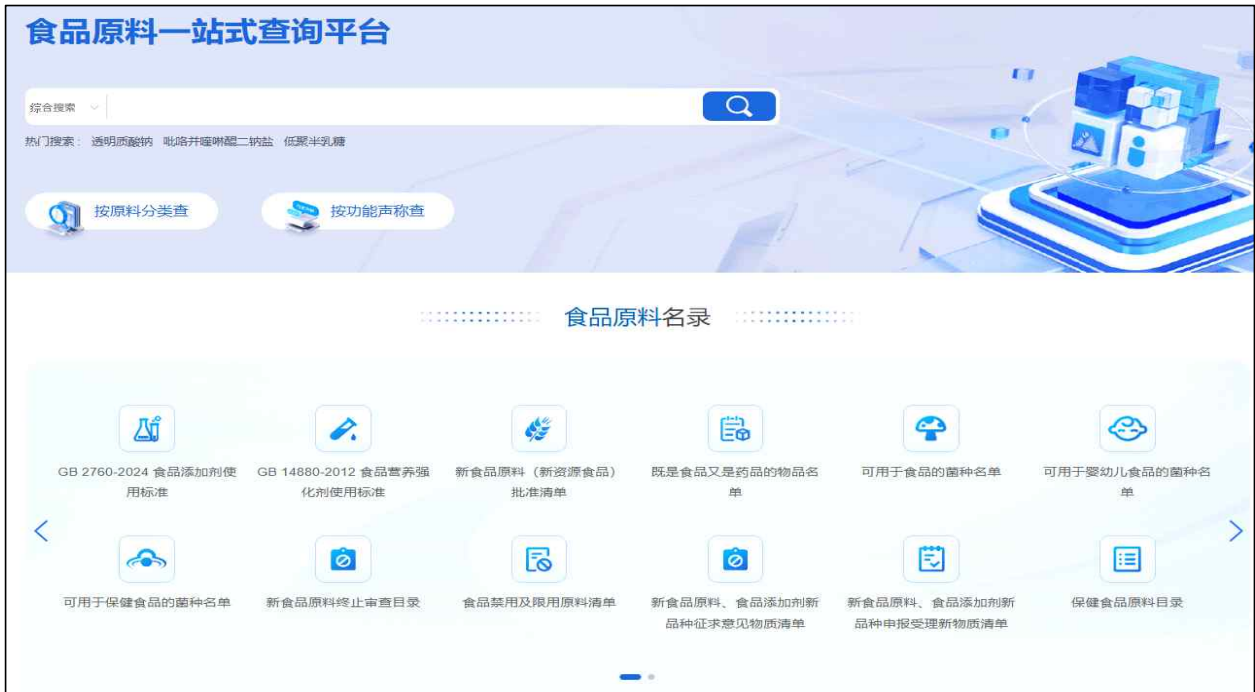 食品原料一站式查询平台
综合搜索
热门搜索： 透明质酸钠 吡咯并喹啉醌二钠盐 低聚半乳糖
按原料分类查 按功能声称查
食品原料名录
GB 2760-2024 食品添加剂使用标准
GB 14880-2012 食品营养强化剂使用标准
新食品原料（新资源食品）批准清单
既是食品又是药品的物品名单
可用于食品的菌种名单
可用于婴幼儿食品的菌种名单
可用于保健食品的菌种名单
新食品原料终止审查目录
食品禁用及限用原料清单
新食品原料、食品添加剂新品种征求意见物质清单
新食品原料、食品添加剂新品种申报受理新物质清单
保健食品原料目录